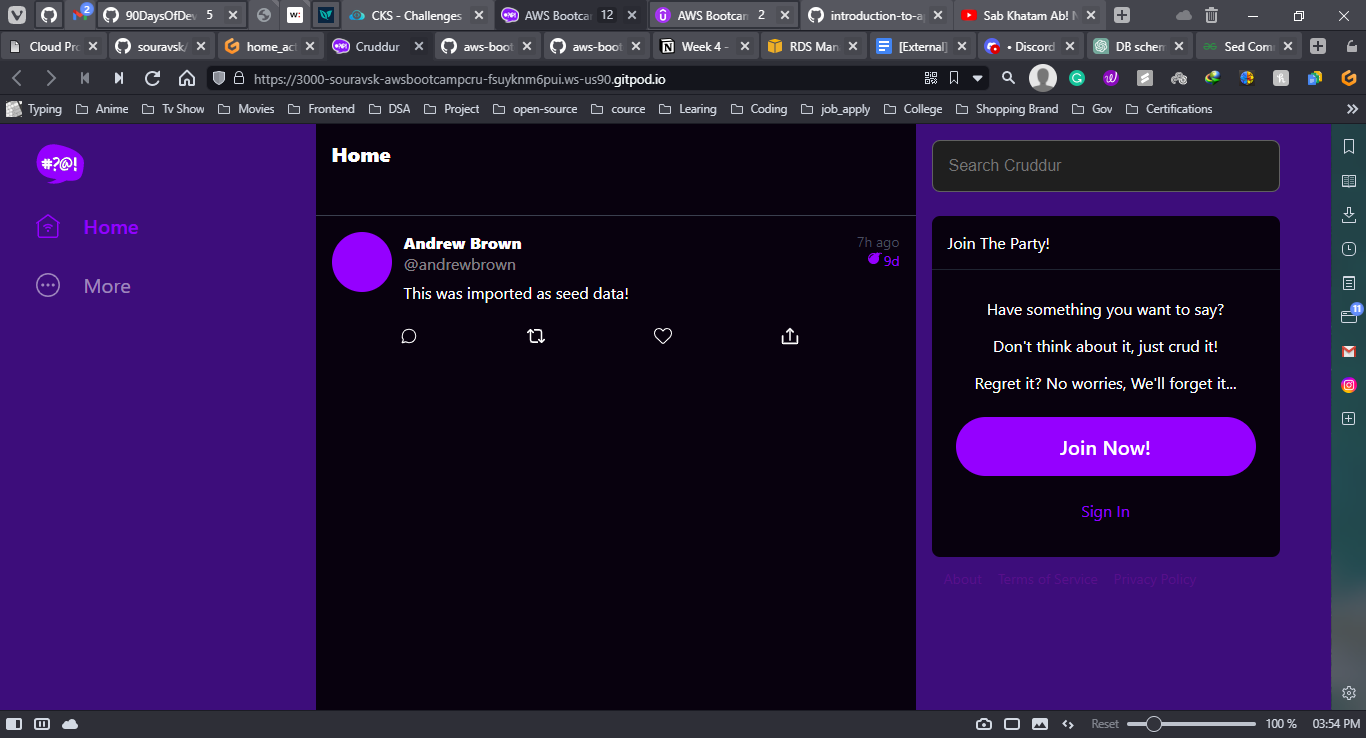 2
90DaysOfDe 5
w:
CKS - Challenges
AWS Bootca 12
AWS Bootcam 2
introduction-to-a
Sab Khatam Ab!
Cloud Pr
souravsk/
home_ac
Cruddur
aws-boot
aws-boot
Week 4 -
RDS Man
[External]
• Discord
DB schem
Sed Com
https://3000-souravsk-awsbootcampcru-fsuyknm6pui.ws-us90.gitpod.io
Typing Anime Tv Show Movies Frontend DSA Project open-source cource Learing Coding job_apply College Shopping Brand Gov Certifications
#?@!
Home
More
Home
Andrew Brown
@andrewbrown
7h ago
9d
This was imported as seed data!
Search Cruddur
Join The Party!
Have something you want to say?
Don't think about it, just crud it!
Regret it? No worries, We'll forget it...
Join Now!
Sign In
About Terms of Service Privacy Policy
11
Reset 100 % 03:54 PM